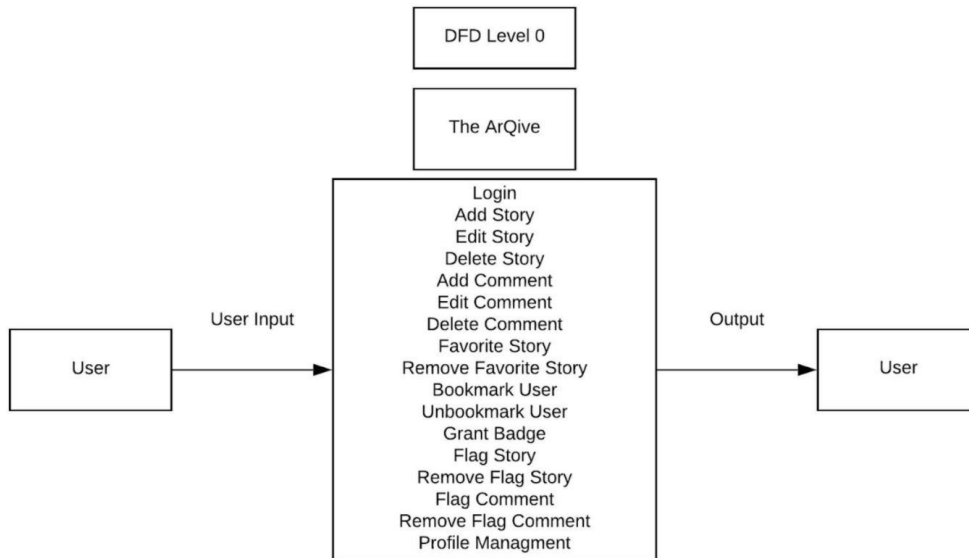 DFD Level 0
The ArQive
Login
Add Story
Edit Story
Delete Story
Add Comment
Edit Comment
Delete Comment
Favorite Story
Remove Favorite Story
Bookmark User
Unbookmark User
Grant Badge
Flag Story
Remove Flag Story
Flag Comment
Remove Flag Comment
Profile Managment
User
User Input
Output
User